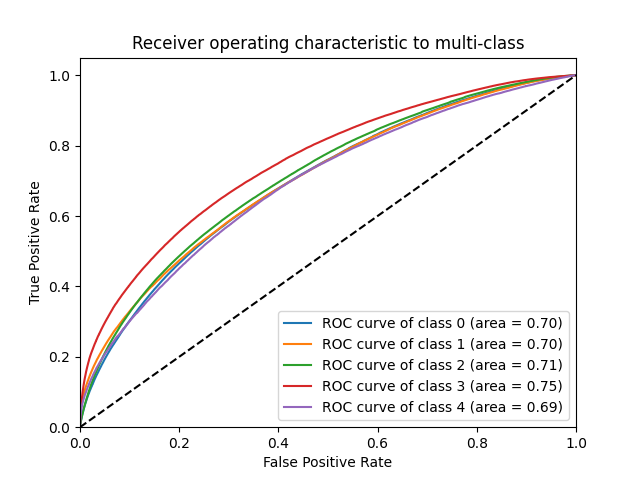 Receiver operating characteristic to multi-class
True Positive Rate
1.0
0.8
0.6
0.4
0.2
0.0
ROC curve of class 0 (area = 0.70)
ROC curve of class 1 (area = 0.70)
ROC curve of class 2 (area = 0.71)
ROC curve of class 3 (area = 0.75)
ROC curve of class 4 (area = 0.69)
0.0 0.2 0.4 0.6 0.8 1.0
False Positive Rate